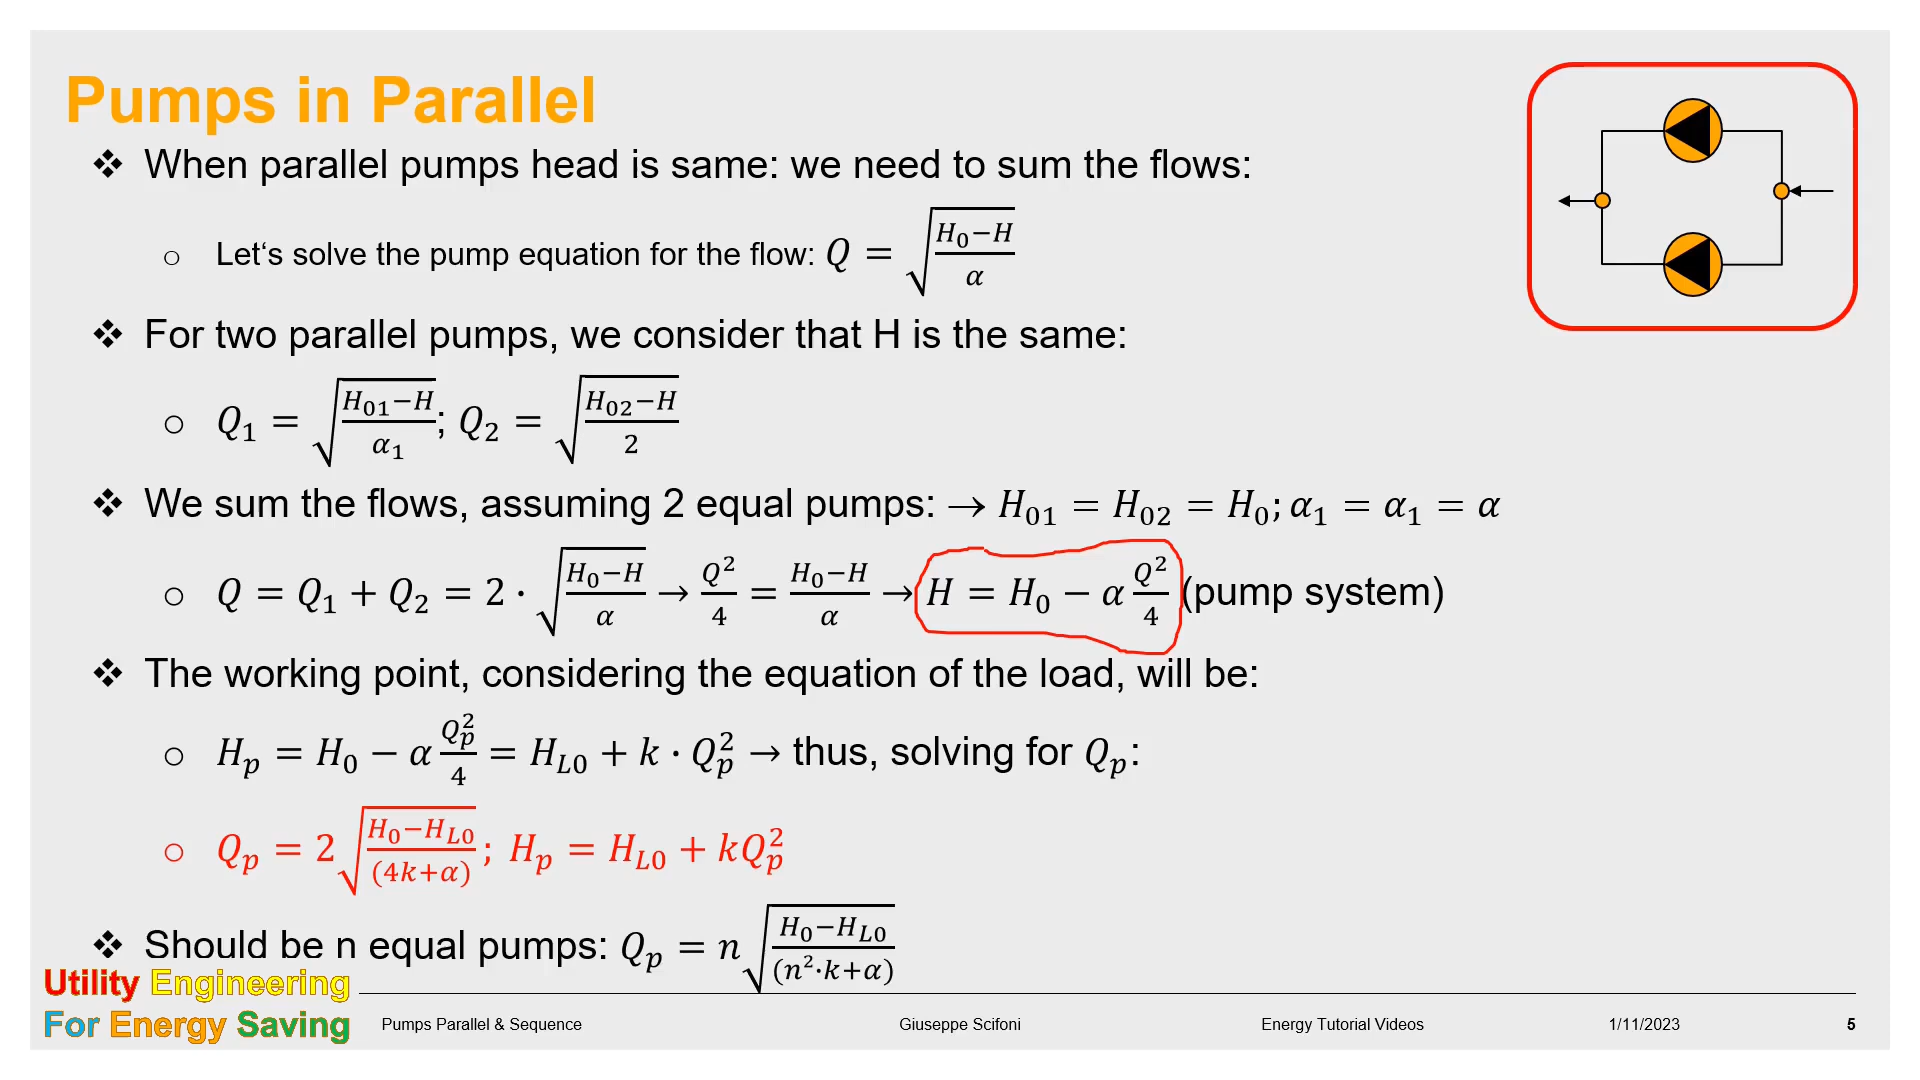 Pumps in Parallel
❖ When parallel pumps head is same: we need to sum the flows:
o Let‘s solve the pump equation for the flow: Q = √((H₀−H)/α)
❖ For two parallel pumps, we consider that H is the same:
o Q₁ = √((H₀₁−H)/α₁); Q₂ = √((H₀₂−H)/2)
❖ We sum the flows, assuming 2 equal pumps: → H₀₁ = H₀₂ = H₀; α₁ = α₁ = α
o Q = Q₁ + Q₂ = 2 · √((H₀−H)/α) → Q²/4 = (H₀−H)/α → H = H₀ − α Q²/4 (pump system)
❖ The working point, considering the equation of the load, will be:
o Hₚ = H₀ − α Qₚ²/4 = H_L0 + k · Qₚ² → thus, solving for Qₚ:
o Qₚ = 2√((H₀−H_L0)/(4k+α)); Hₚ = H_L0 + kQₚ²
❖ Should be n equal pumps: Qₚ = n√((H₀−H_L0)/(n²·k+α))
Utility Engineering
For Energy Saving
Pumps Parallel & Sequence Giuseppe Scifoni Energy Tutorial Videos 1/11/2023 5